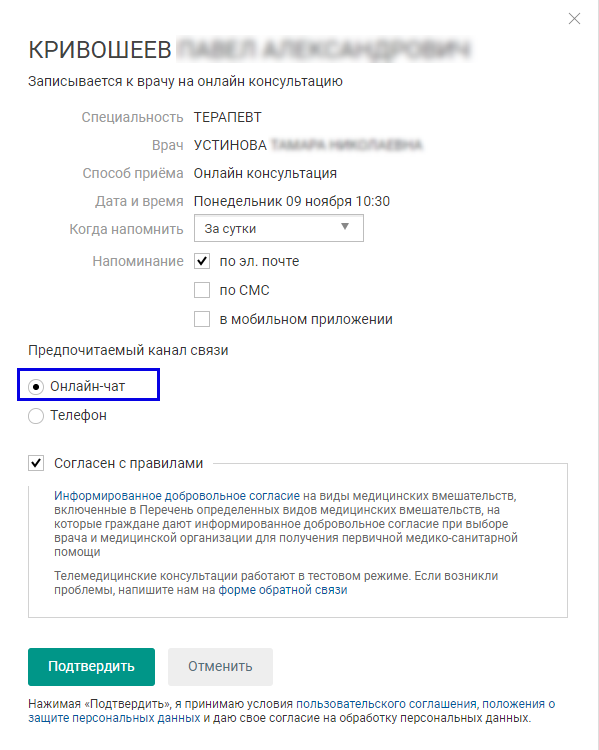 КРИВОШЕЕВ
Записывается к врачу на онлайн консультацию
Специальность ТЕРАПЕВТ
Врач УСТИНОВА
Способ приёма Онлайн консультация
Дата и время Понедельник 09 ноября 10:30
Когда напомнить За сутки
Напоминание по эл. почте
по СМС
в мобильном приложении
Предпочитаемый канал связи
Онлайн-чат
Телефон
Согласен с правилами
Информированное добровольное согласие на виды медицинских вмешательств,
включенные в Перечень определенных видов медицинских вмешательств, на
которые граждане дают информированное добровольное согласие при выборе
врача и медицинской организации для получения первичной медико-санитарной
помощи
Телемедицинские консультации работают в тестовом режиме. Если возникли
проблемы, напишите нам на форме обратной связи
Подтвердить Отменить
Нажимая «Подтвердить», я принимаю условия пользовательского соглашения, положения о
защите персональных данных и даю свое согласие на обработку персональных данных.